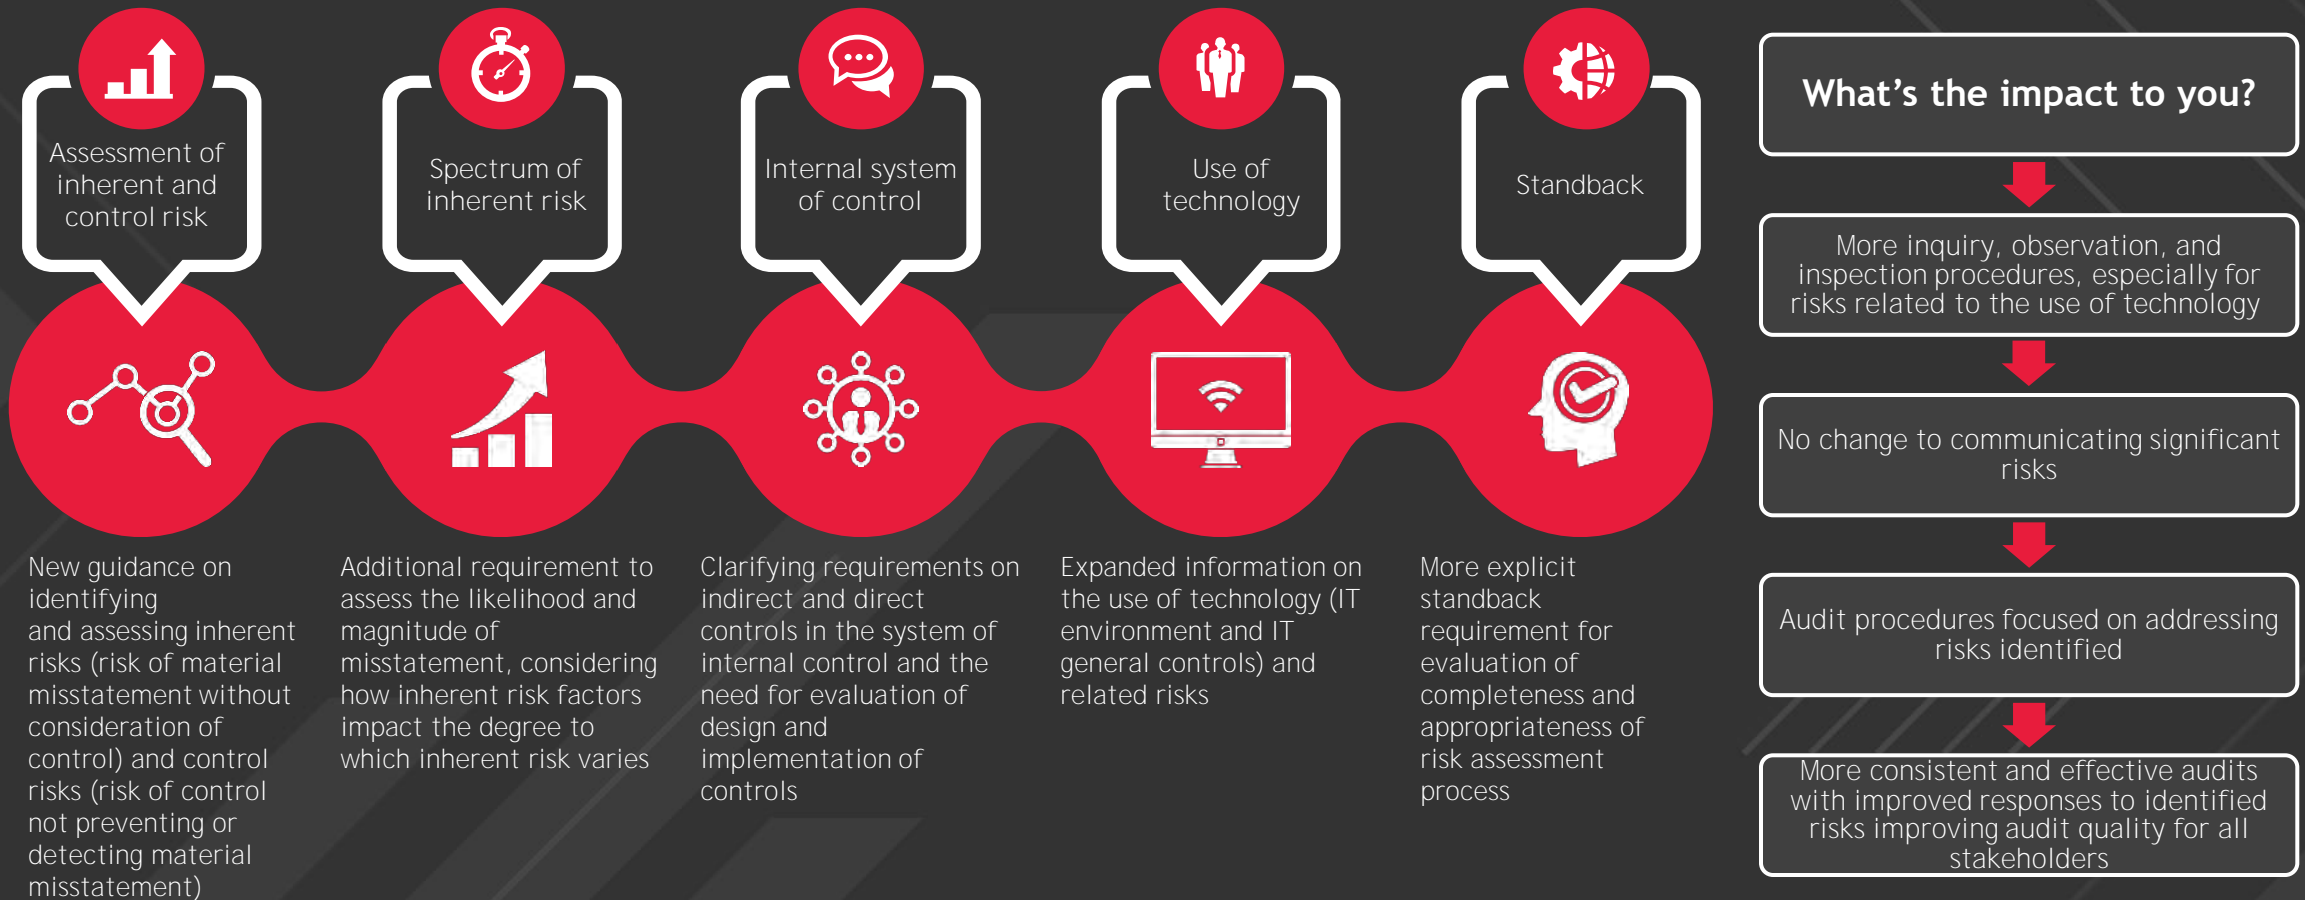 Assessment of
inherent and
control risk
New guidance on
identifying
and assessing inherent
risks (risk of material
misstatement without
consideration of
control) and control
risks (risk of control
not preventing or
detecting material
misstatement)
Spectrum of
inherent risk
Additional requirement to
assess the likelihood and
magnitude of
misstatement, considering
how inherent risk factors
impact the degree to
which inherent risk varies
Internal system
of control
Clarifying requirements on
indirect and direct
controls in the system of
internal control and the
need for evaluation of
design and
implementation of
controls
Use of
technology
Expanded information on
the use of technology (IT
environment and IT
general controls) and
related risks
Standback
More explicit
standback
requirement for
evaluation of
completeness and
appropriateness of
risk assessment
process
What's the impact to you?
More inquiry, observation, and
inspection procedures, especially for
risks related to the use of technology
No change to communicating significant
risks
Audit procedures focused on addressing
risks identified
More consistent and effective audits
with improved responses to identified
risks improving audit quality for all
stakeholders